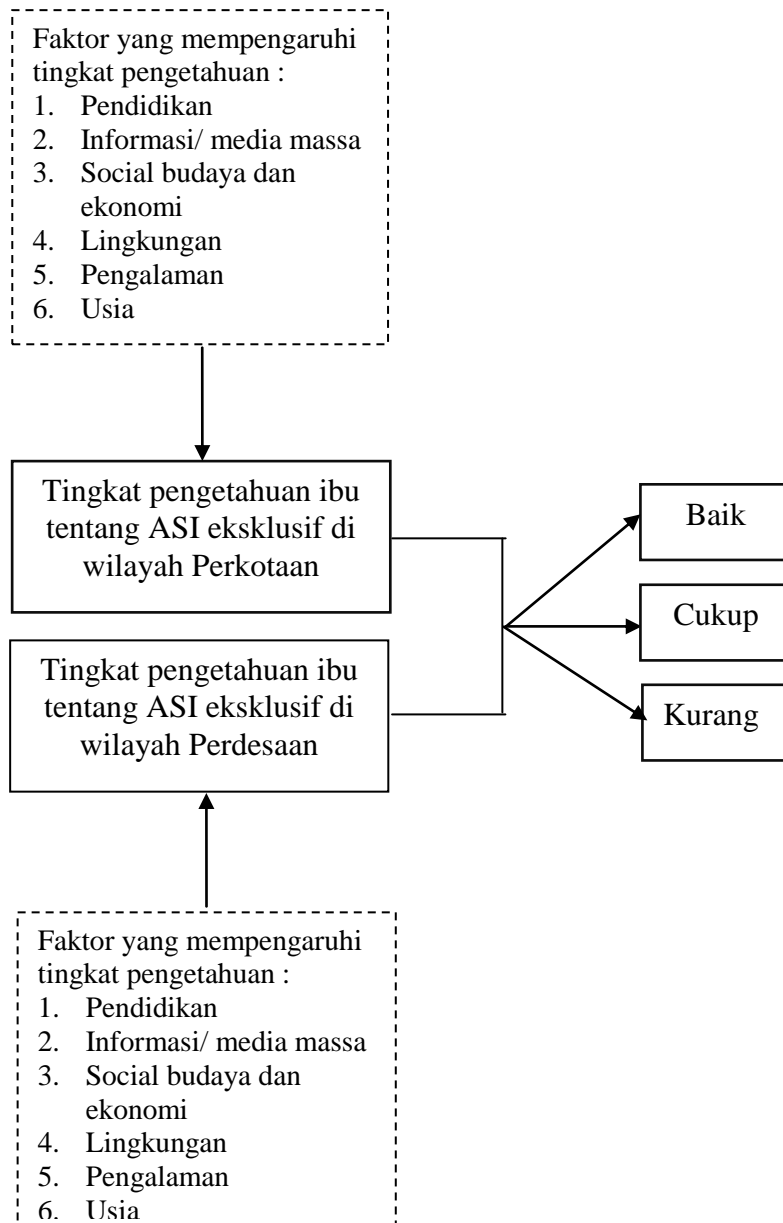 Faktor yang mempengaruhi
tingkat pengetahuan :
1. Pendidikan
2. Informasi/ media massa
3. Social budaya dan
ekonomi
4. Lingkungan
5. Pengalaman
6. Usia
Tingkat pengetahuan ibu
tentang ASI eksklusif di
wilayah Perkotaan
Tingkat pengetahuan ibu
tentang ASI eksklusif di
wilayah Perdesaan
Baik
Cukup
Kurang
Faktor yang mempengaruhi
tingkat pengetahuan :
1. Pendidikan
2. Informasi/ media massa
3. Social budaya dan
ekonomi
4. Lingkungan
5. Pengalaman
6. Usia